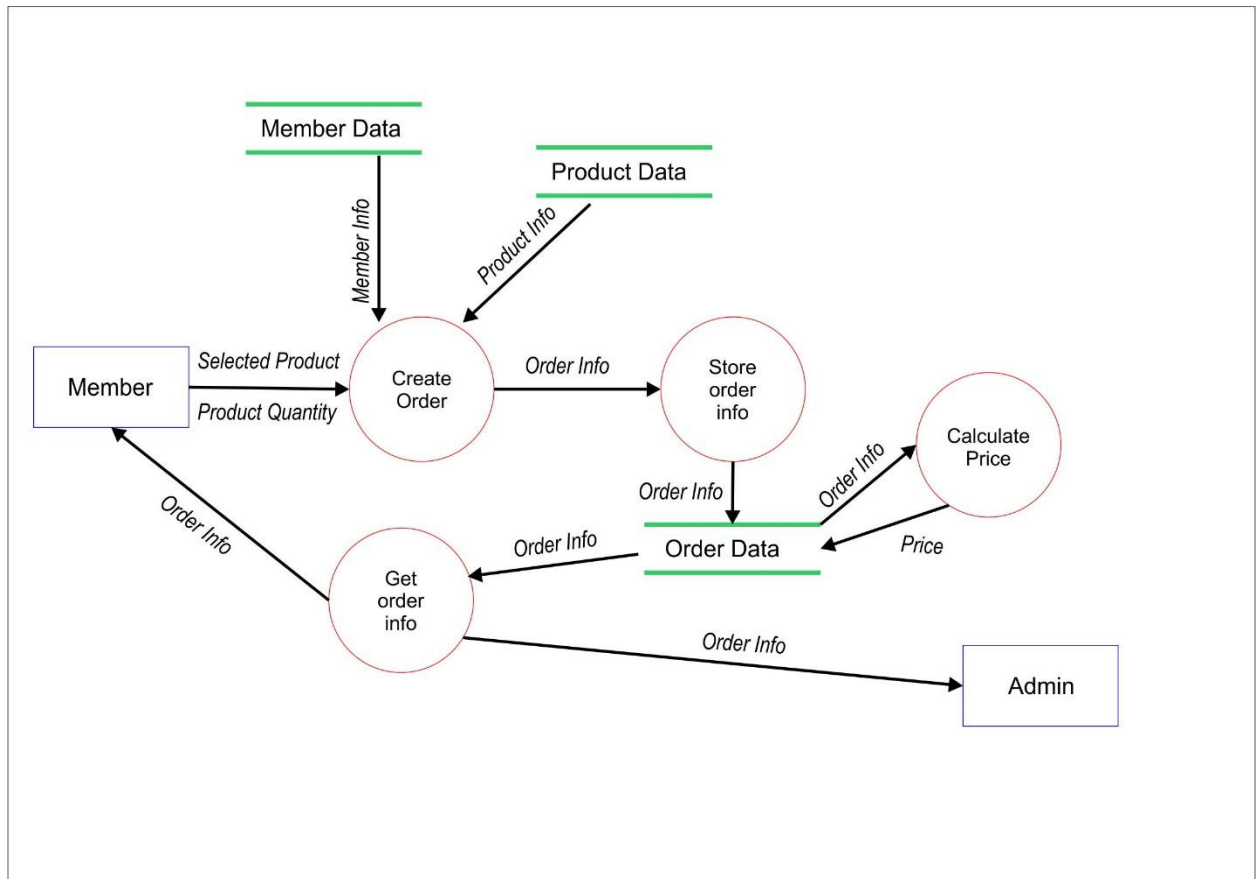 Member Data
Product Data
Member Info
Product Info
Member
Selected Product
Product Quantity
Create
Order
Order Info
Store
order
info
Calculate
Price
Order Info
Order Info
Price
Order Data
Order Info
Order Info
Get
order
info
Order Info
Admin